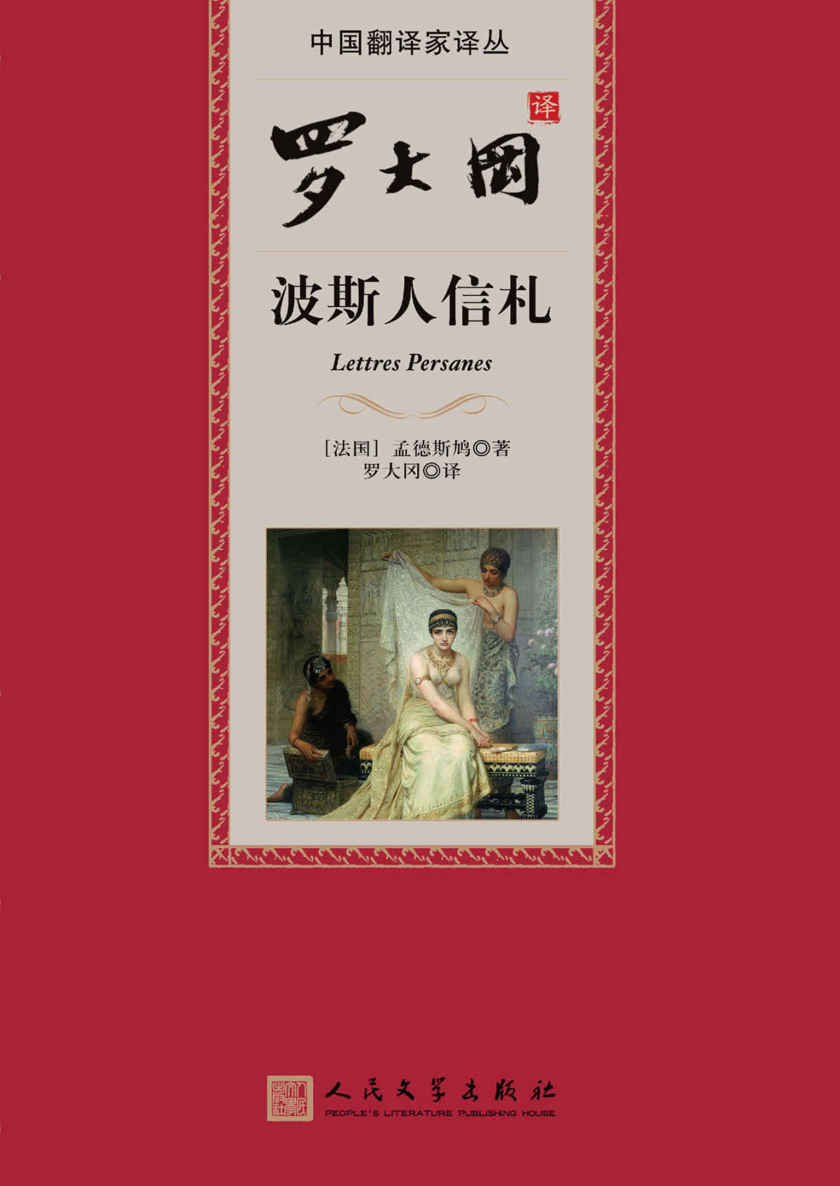 中国翻译家译丛
译
罗大冈
波斯人信札
Lettres Persanes
［法国］孟德斯鸠◎著
罗大冈◎译
人民文学出版社
PEOPLE'S LITERATURE PUBLISHING HOUSE